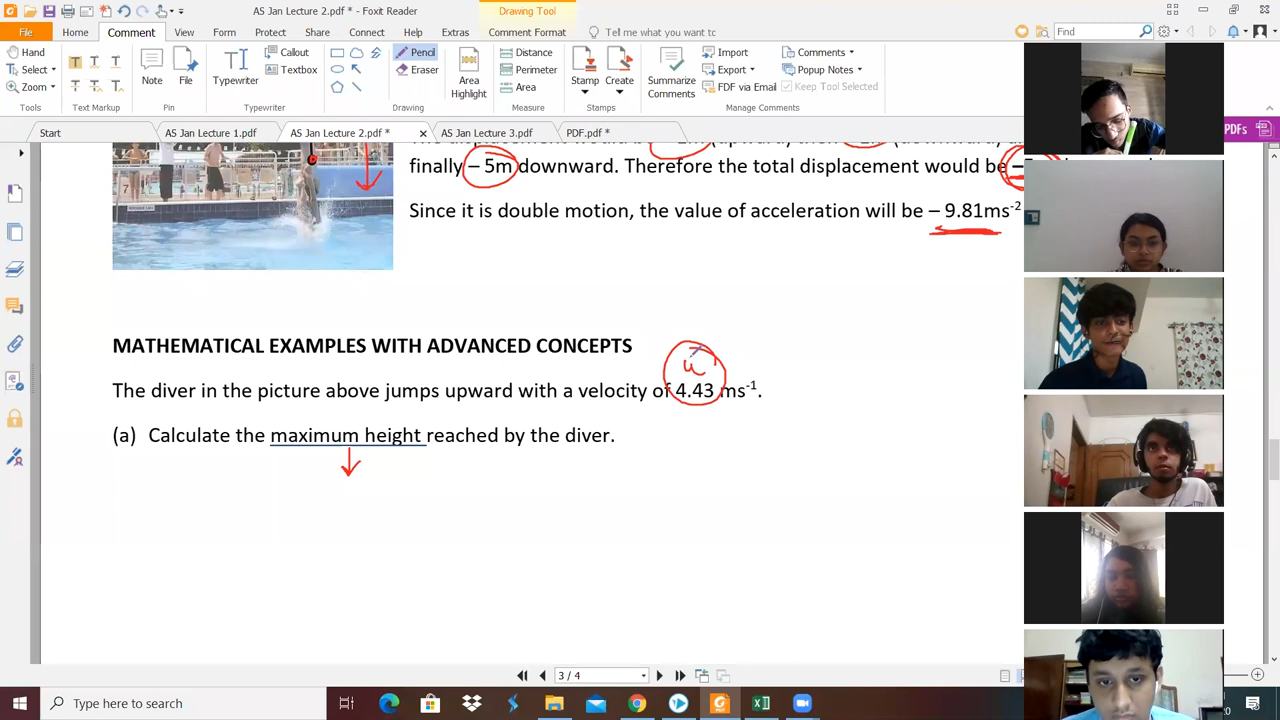 AS Jan Lecture 2.pdf * - Foxit Reader
Drawing Tool
File Home Comment View Form Protect Share Connect Help Extras Comment Format Tell me what you want to Find
Hand
Select
Zoom
Tools
Text Markup
Note
File
Pin
Typewriter
Callout
Textbox
Typewriter
Pencil
Eraser
Drawing
Area Highlight
Distance
Perimeter
Area
Measure
Stamp
Create
Stamps
Summarize Comments
Import
Export
FDF via Email
Comments
Popup Notes
Keep Tool Selected
Manage Comments
Start AS Jan Lecture 1.pdf AS Jan Lecture 2.pdf * AS Jan Lecture 3.pdf PDF.pdf *
PDFs
finally – 5m downward. Therefore the total displacement would be –
Since it is double motion, the value of acceleration will be – 9.81ms-2
MATHEMATICAL EXAMPLES WITH ADVANCED CONCEPTS
u
The diver in the picture above jumps upward with a velocity of 4.43 ms-1.
(a) Calculate the maximum height reached by the diver.
3 / 4
Type here to search